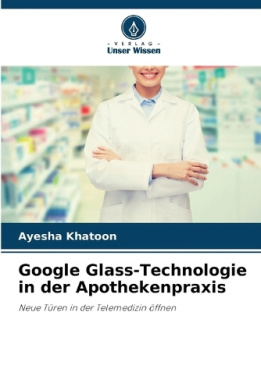 VERLAG
Unser Wissen
Ayesha Khatoon
Google Glass-Technologie
in der Apothekenpraxis
Neue Türen in der Telemedizin öffnen